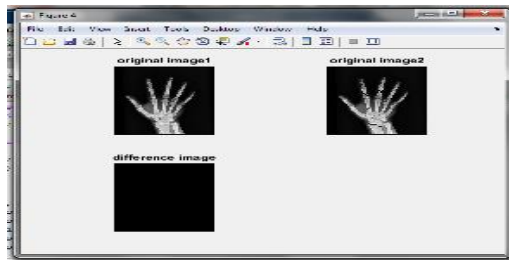 Figure 4
File Edit View Insert Tools Desktop Window Help
original image1 original image2
difference image